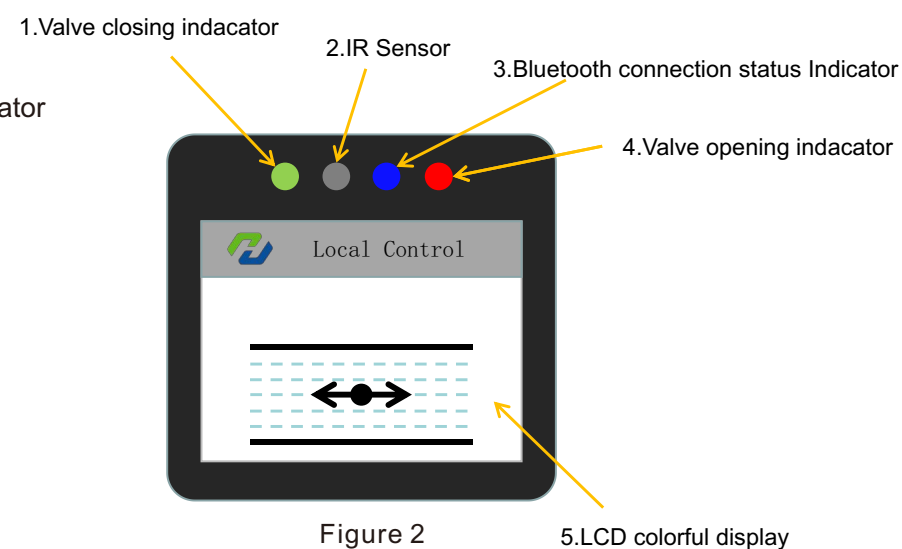 1.Valve closing indacator
2.IR Sensor
3.Bluetooth connection status Indicator
ator
4.Valve opening indacator
Local Control
Figure 2
5.LCD colorful display